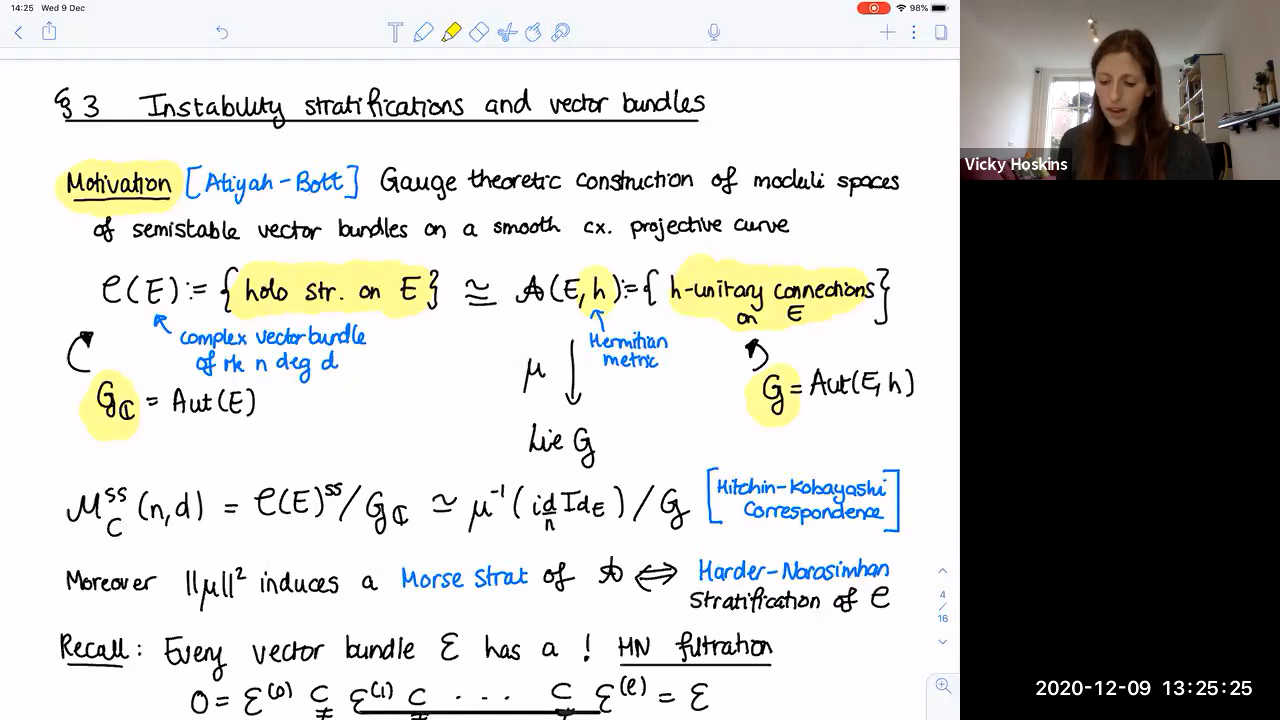 14:25 Wed 9 Dec
98%
§3 Instability stratifications and vector bundles
Motivation [Atiyah-Bott] Gauge theoretic construction of moduli spaces
of semistable vector bundles on a smooth cx. projective curve
𝒞(E) := { holo str. on E } ≅ 𝒜(E, h) := { h-unitary connections
on E }
complex vector bundle
of rk n deg d
Hermitian
metric
μ
G_ℂ = Aut(E)
G = Aut(E, h)
Lie G
M_C^ss (n,d) = 𝒞(E)^ss / G_ℂ ≃ μ^-1 (i d/n Id_E) / G [Hitchin-Kobayashi
Correspondence]
Moreover ||μ||² induces a Morse strat of 𝒜 ⟺ Harder-Narasimhan
Stratification of 𝒞
Recall: Every vector bundle ℰ has a ! HN filtration
0 = ℰ^(0) ⊊ ℰ^(1) ⊊ · · · ⊊ ℰ^(ℓ) = ℰ
4
/
16
Vicky Hoskins
2020-12-09 13:25:25